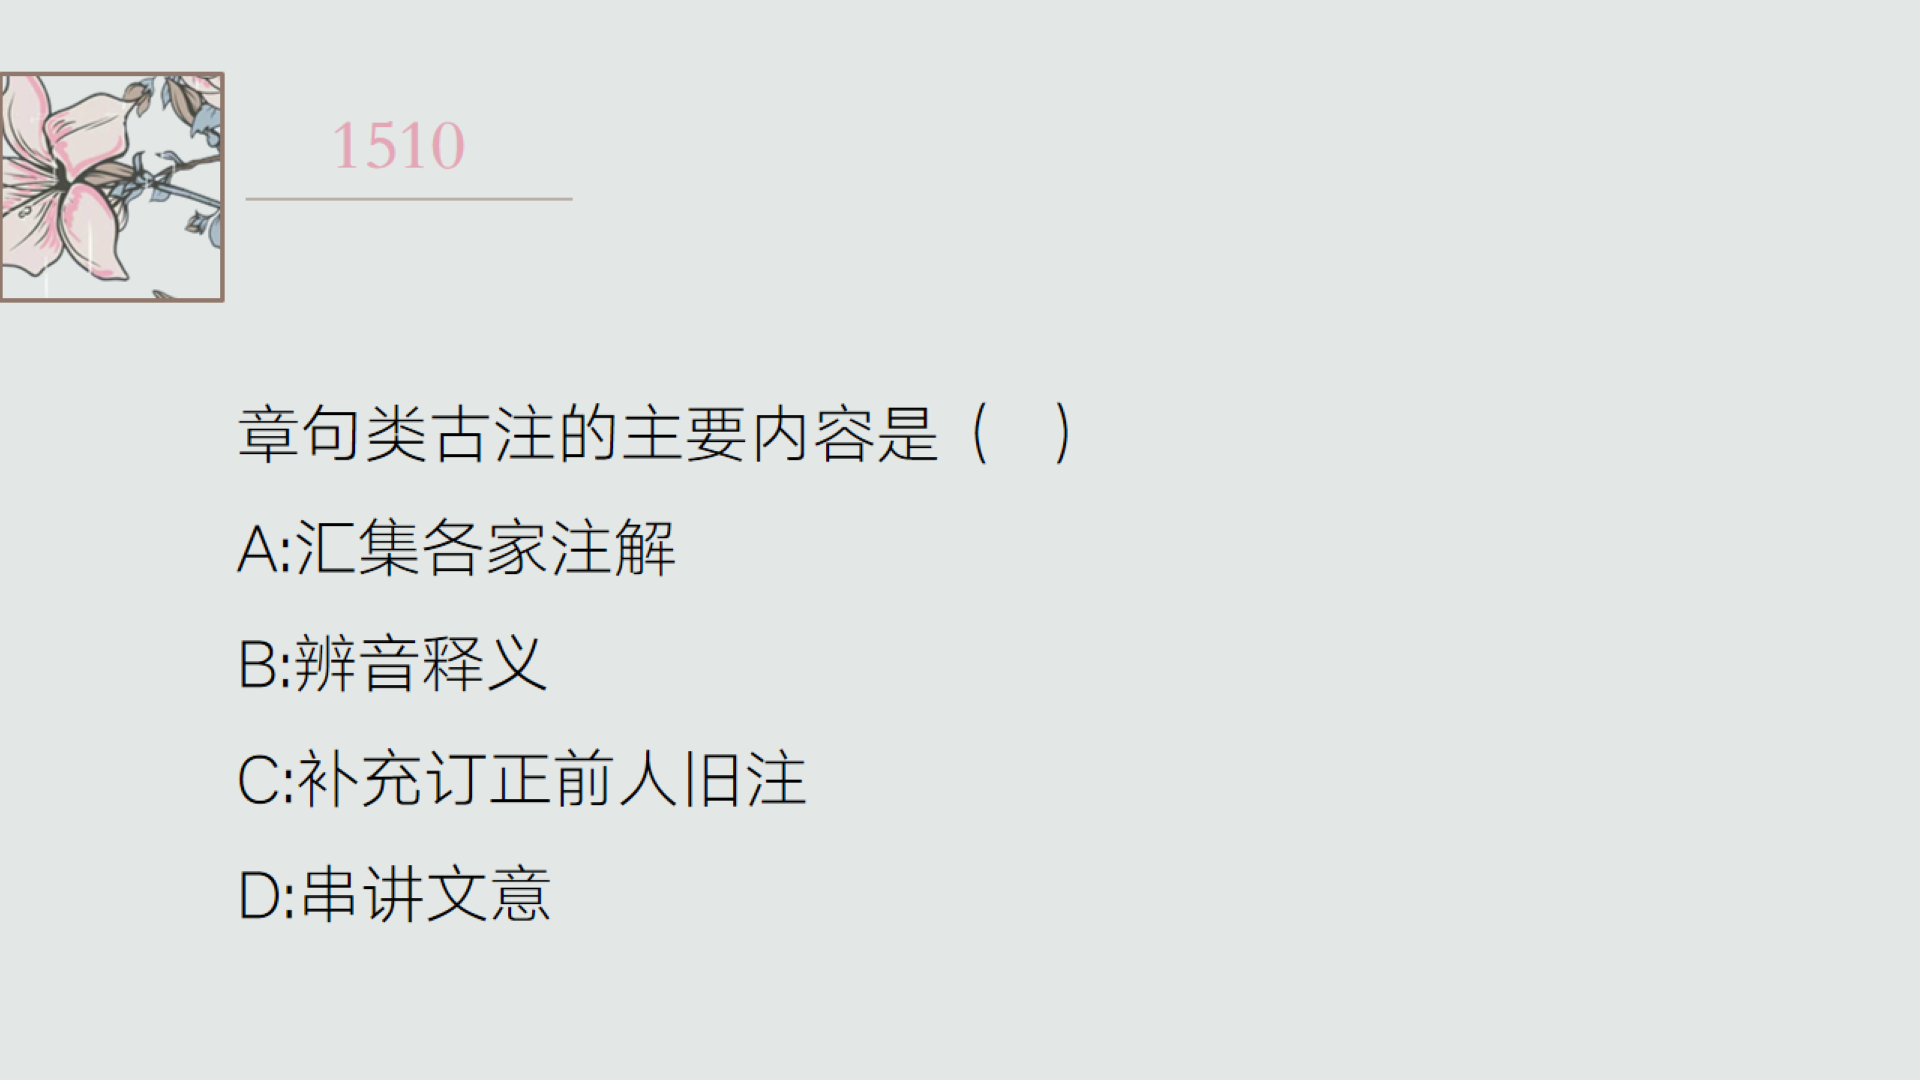 1510
章句类古注的主要内容是（ ）
A:汇集各家注解
B:辨音释义
C:补充订正前人旧注
D:串讲文意